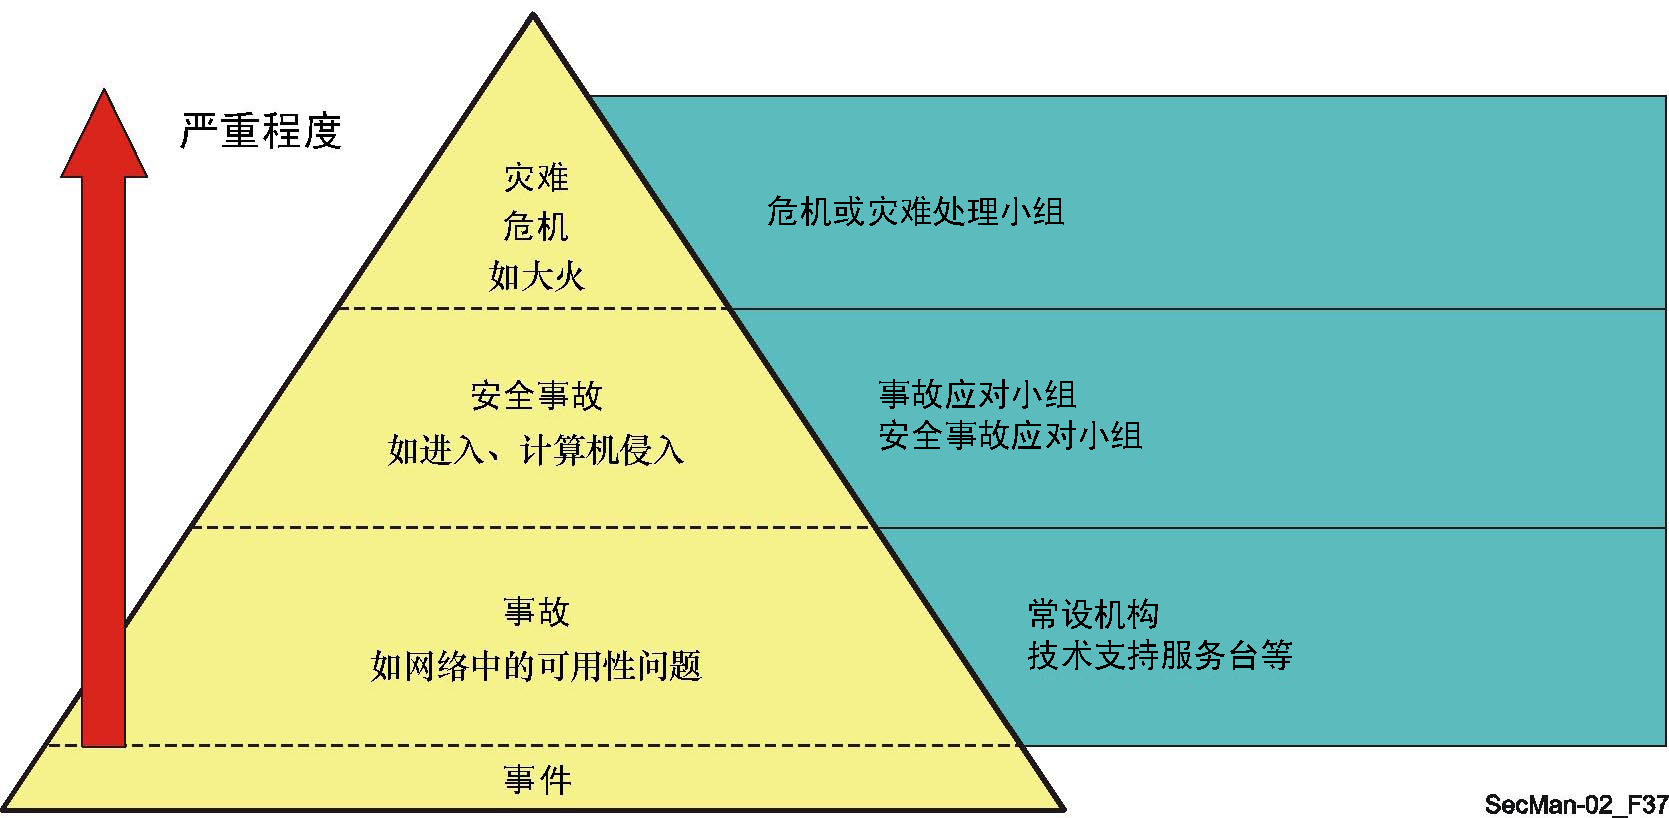 严重程度
灾难
危机
如大火
危机或灾难处理小组
安全事故
如进入、计算机侵入
事故应对小组
安全事故应对小组
事故
如网络中的可用性问题
常设机构
技术支持服务台等
事件
SecMan-02_F37